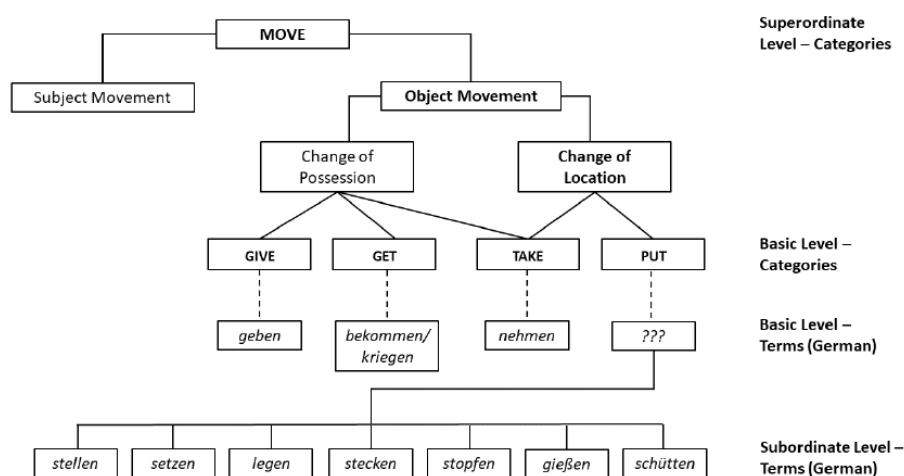 MOVE
Superordinate
Level – Categories
Subject Movement
Object Movement
Change of
Possession
Change of
Location
GIVE
GET
TAKE
PUT
Basic Level –
Categories
geben
bekommen/
kriegen
nehmen
???
Basic Level –
Terms (German)
stellen
setzen
legen
stecken
stopfen
gießen
schütten
Subordinate Level –
Terms (German)